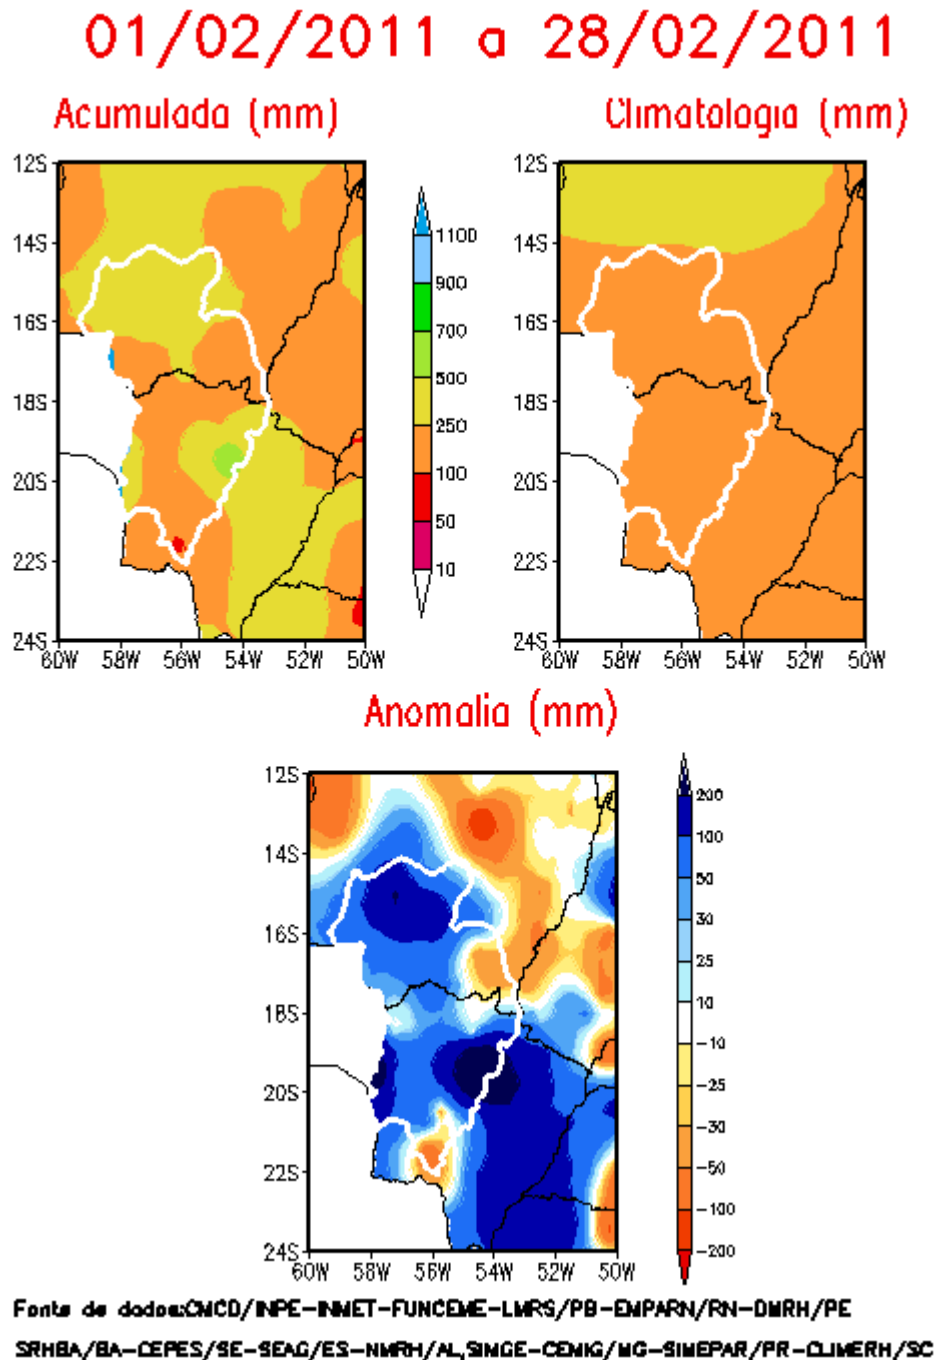 01/02/2011 a 28/02/2011
Acumulada (mm)
Climatologia (mm)
12S
14S
16S
18S
20S
22S
24S
60W 58W 56W 54W 52W 50W
1100
900
700
500
250
100
50
10
12S
14S
16S
18S
20S
22S
24S
60W 58W 56W 54W 52W 50W
Anomalia (mm)
12S
14S
16S
18S
20S
22S
24S
60W 58W 56W 54W 52W 50W
200
100
50
30
25
10
-10
-25
-30
-50
-100
-200
Fonte de dados:CMCD/INPE-INMET-FUNCEME-LMRS/PB-EMPARN/RN-DMRH/PE
SRHBA/BA-CEPES/SE-SEAG/ES-NMRH/AL,SIMGE-CEMIG/MG-SIMEPAR/PR-CLIMERH/SC